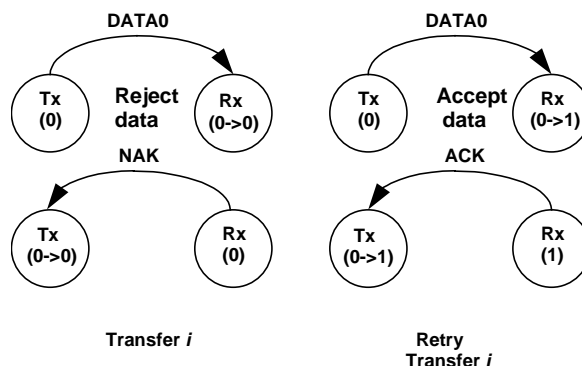 DATA0
Tx
(0)
Reject
data
Rx
(0->0)
NAK
Tx
(0->0)
Rx
(0)
Transfer i
DATA0
Tx
(0)
Accept
data
Rx
(0->1)
ACK
Tx
(0->1)
Rx
(1)
Retry
Transfer i